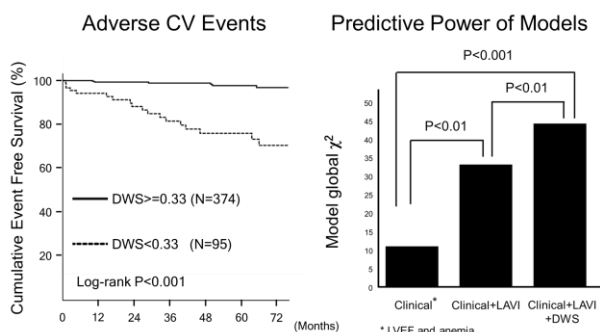 Adverse CV Events
Cumulative Event Free Survival (%)
100
80
60
40
20
DWS>=0.33 (N=374)
DWS<0.33 (N=95)
Log-rank P<0.001
0 12 24 36 48 60 72 (Months)
Predictive Power of Models
P<0.001
P<0.01
P<0.01
Model global χ²
50
45
40
35
30
25
20
15
10
5
0
Clinical* Clinical+LAVI Clinical+LAVI
+DWS
* LVEF and anemia